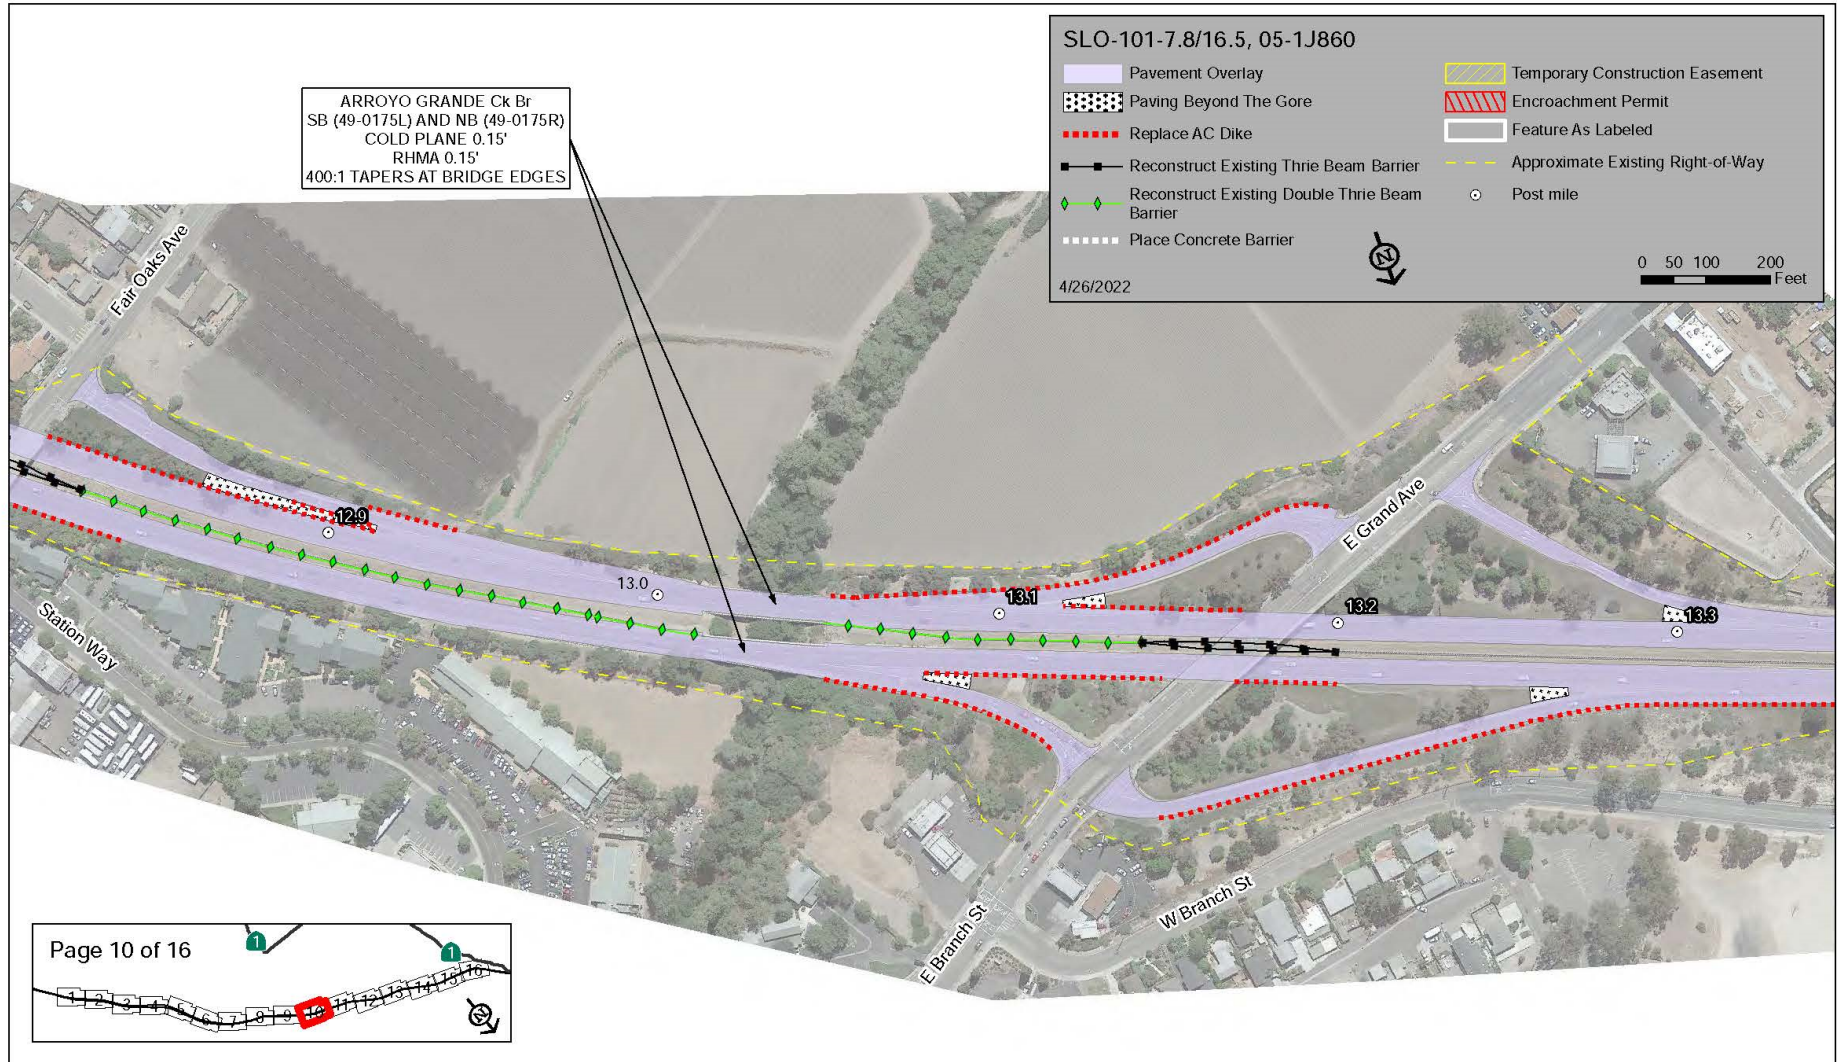 SLO-101-7.8/16.5, 05-1J860
Pavement Overlay
Paving Beyond The Gore
Replace AC Dike
Reconstruct Existing Thrie Beam Barrier
Reconstruct Existing Double Thrie Beam
Barrier
Place Concrete Barrier
4/26/2022
Temporary Construction Easement
Encroachment Permit
Feature As Labeled
Approximate Existing Right-of-Way
Post mile
N
0 50 100 200
Feet
ARROYO GRANDE Ck Br
SB (49-0175L) AND NB (49-0175R)
COLD PLANE 0.15'
RHMA 0.15'
400:1 TAPERS AT BRIDGE EDGES
Fair Oaks Ave
12.9
13.0
13.1
13.2
13.3
E Grand Ave
Station Way
E Branch St
W Branch St
Page 10 of 16
1
1
1 2 3 4 5 6 7 8 9 10 11 12 13 14 15 16
N